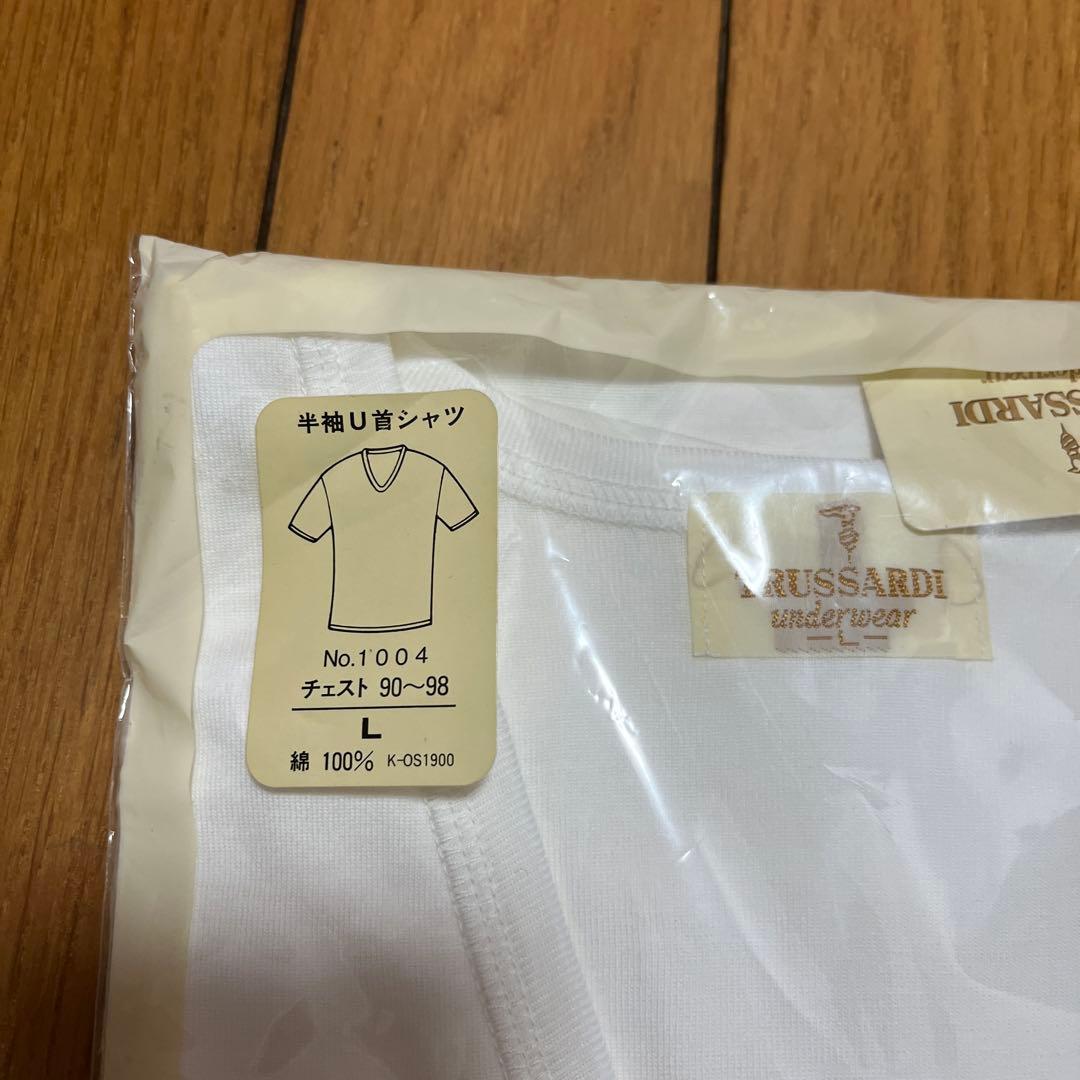 半袖U首シャツ
No.1004
チェスト 90〜98
L
綿 100% K-OS1900
TRUSSARDI
underwear
L
SSARDI